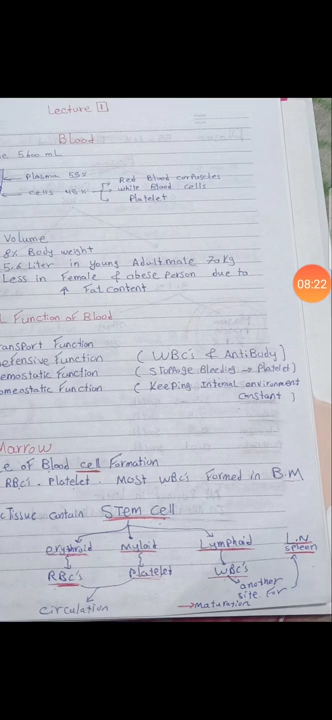 Lecture 1
Blood
5600 mL
Plasma 55%
Red Blood corpuscles
cells 45%
white Blood cells
Platelet
Volume
8% Body weight
5.6 Liter in young Adult male 70 kg
Less in Female & obese Person due to
↑ Fat content
08:22
Function of Blood
ransport Function
efensive function ( WBC's & AntiBody )
emostatic Function ( Stoppage Bleeding → Platelet )
omeostatic Function ( Keeping Internal environment
constant )
Marrow
e of Blood cell Formation
RBC's . Platelet . Most WBC's Formed in B.M
c Tissue contain Stem cell
erythroid Myloid Lymphoid L.N
spleen
RBC's Platelet WBC's
another
site For
circulation → Maturation